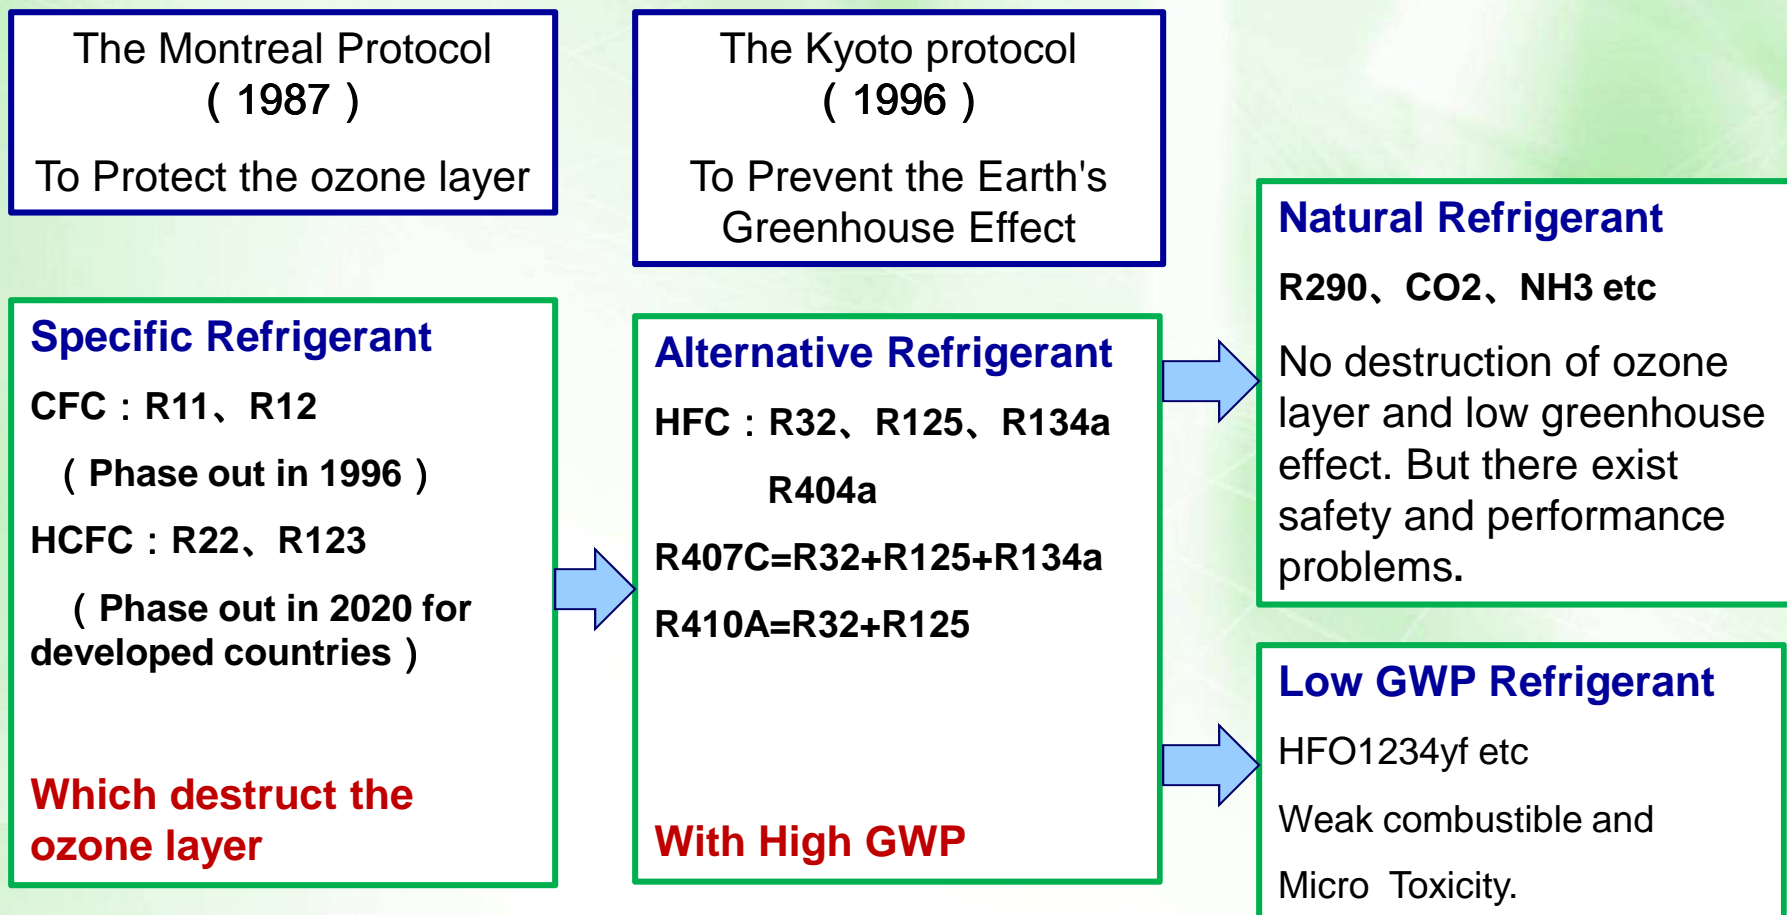 The Montreal Protocol
（1987）
To Protect the ozone layer
The Kyoto protocol
（1996）
To Prevent the Earth's
Greenhouse Effect
Specific Refrigerant
CFC：R11、R12
（Phase out in 1996）
HCFC：R22、R123
（Phase out in 2020 for
developed countries）
Which destruct the
ozone layer
Alternative Refrigerant
HFC：R32、R125、R134a
R404a
R407C=R32+R125+R134a
R410A=R32+R125
With High GWP
Natural Refrigerant
R290、CO2、NH3 etc
No destruction of ozone
layer and low greenhouse
effect. But there exist
safety and performance
problems.
Low GWP Refrigerant
HFO1234yf etc
Weak combustible and
Micro Toxicity.